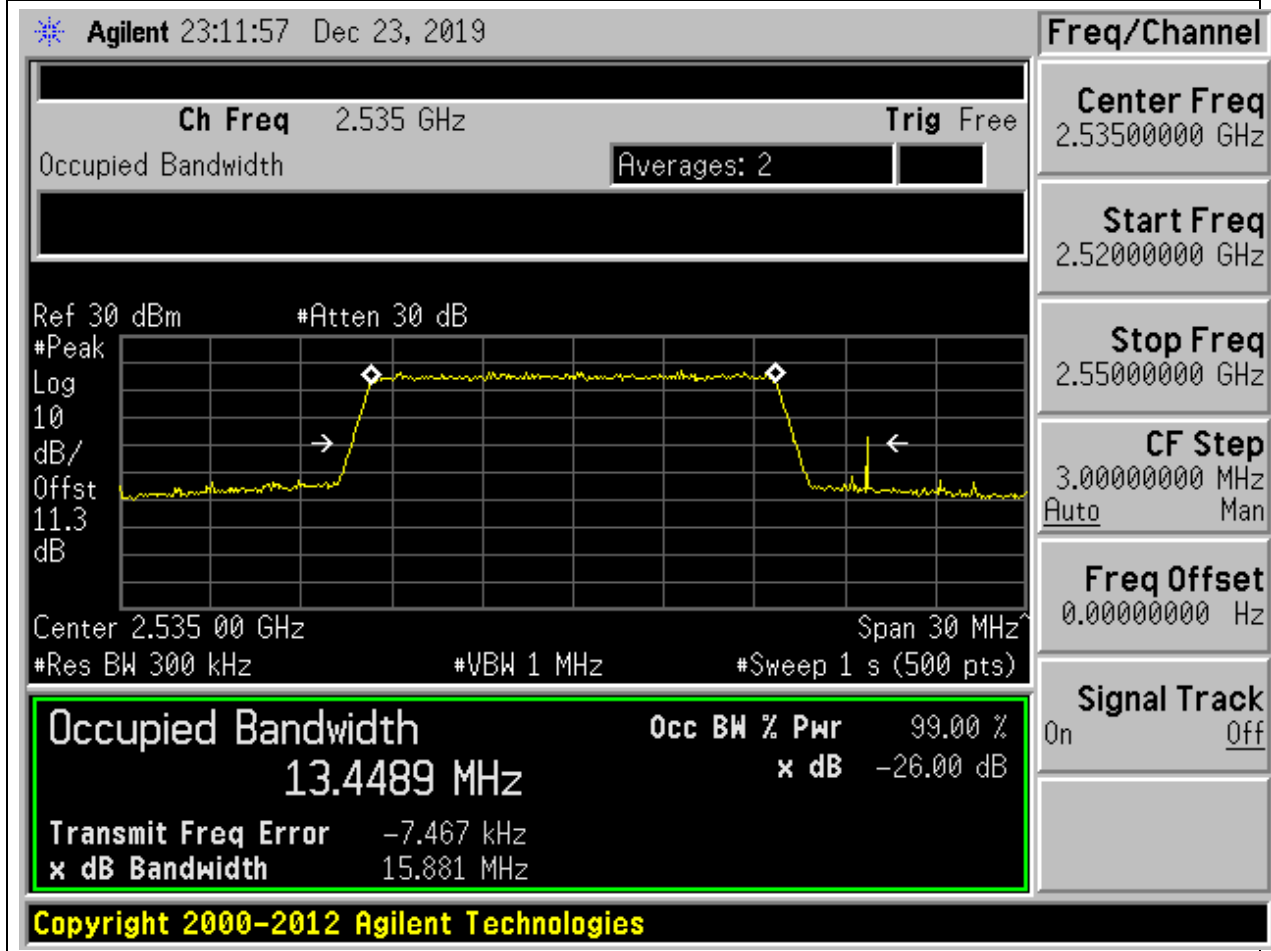 Agilent 23:11:57 Dec 23, 2019
Freq/Channel
Ch Freq 2.535 GHz Trig Free
Occupied Bandwidth Averages: 2
Center Freq
2.53500000 GHz
Start Freq
2.52000000 GHz
Stop Freq
2.55000000 GHz
CF Step
3.00000000 MHz
Auto Man
Freq Offset
0.00000000 Hz
Signal Track
On Off
Ref 30 dBm #Atten 30 dB
#Peak
Log
10
dB/
Offst
11.3
dB
Center 2.535 00 GHz Span 30 MHz^
#Res BW 300 kHz #VBW 1 MHz #Sweep 1 s (500 pts)
Occupied Bandwidth Occ BW % Pwr 99.00 %
13.4489 MHz x dB -26.00 dB
Transmit Freq Error -7.467 kHz
x dB Bandwidth 15.881 MHz
Copyright 2000-2012 Agilent Technologies